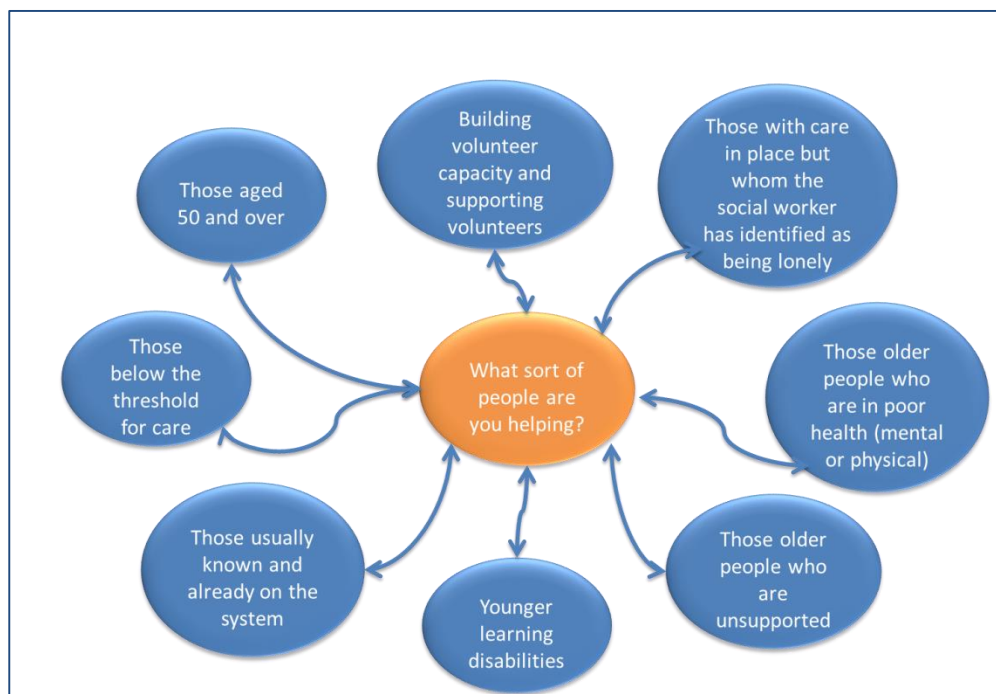 Building
volunteer
capacity and
supporting
volunteers
Those with care
in place but
whom the
social worker
has identified as
being lonely
Those aged
50 and over
Those
below the
threshold
for care
What sort of
people are
you helping?
Those older
people who
are in poor
health (mental
or physical)
Those usually
known and
already on the
system
Younger
learning
disabilities
Those older
people who
are
unsupported